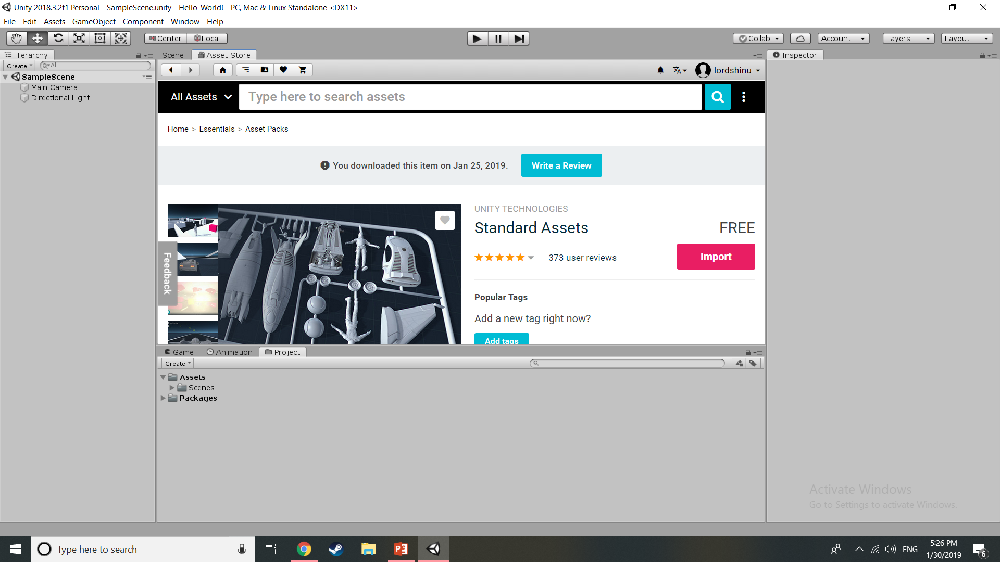 Unity 2018.3.2f1 Personal - SampleScene.unity - Hello_World! - PC, Mac & Linux Standalone <DX11>
File Edit Assets GameObject Component Window Help
Center Local Collab Account Layers Layout
Hierarchy Scene Asset Store Inspector
Create All
lordshinu
SampleScene
Main Camera
Directional Light
All Assets Type here to search assets
Home > Essentials > Asset Packs
You downloaded this item on Jan 25, 2019. Write a Review
UNITY TECHNOLOGIES
Standard Assets FREE
373 user reviews Import
Feedback
Popular Tags
Add a new tag right now?
Add tags
Game Animation Project
Create
Assets
Scenes
Packages
Activate Windows
Go to Settings to activate Windows.
Type here to search
ENG
5:26 PM
1/30/2019
6